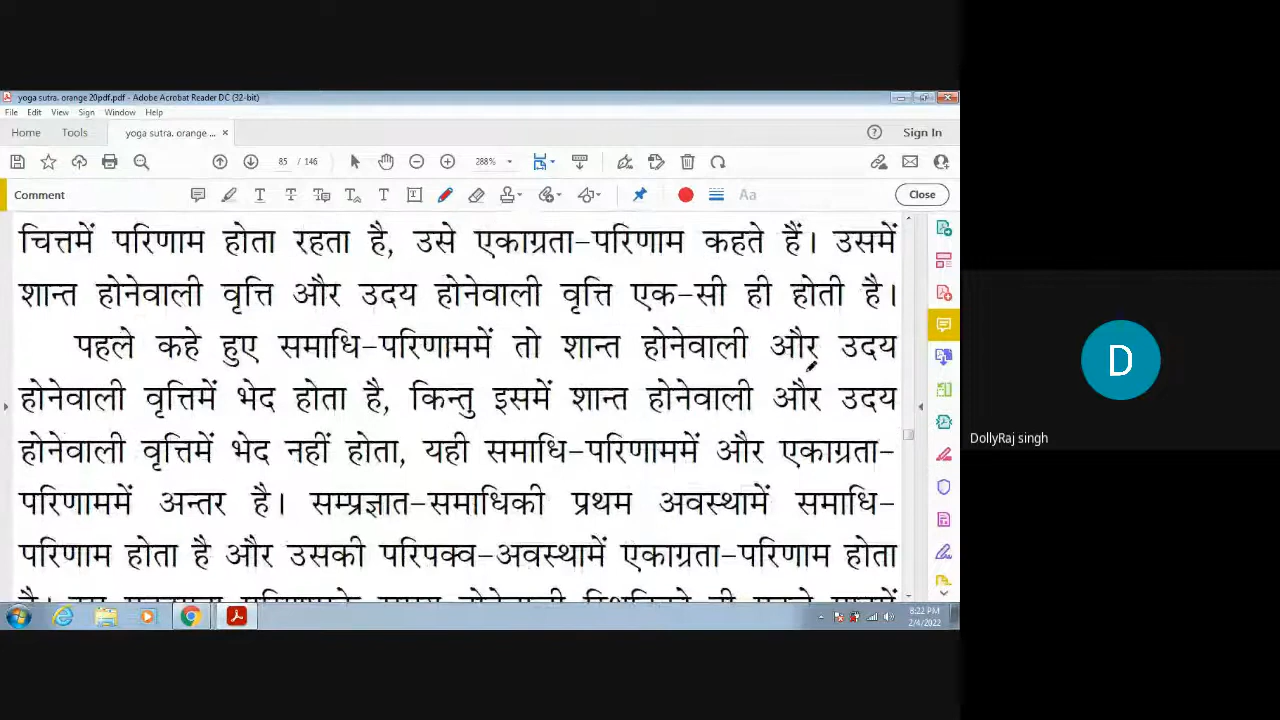 yoga sutra. orange 20pdf.pdf - Adobe Acrobat Reader DC (32-bit)
File Edit View Sign Window Help
Home Tools yoga sutra. orange ... × Sign In
85 / 146 288%
Comment Aa Close
चित्तमें परिणाम होता रहता है, उसे एकाग्रता-परिणाम कहते हैं। उसमें
शान्त होनेवाली वृत्ति और उदय होनेवाली वृत्ति एक-सी ही होती है।
पहले कहे हुए समाधि-परिणाममें तो शान्त होनेवाली और उदय
होनेवाली वृत्तिमें भेद होता है, किन्तु इसमें शान्त होनेवाली और उदय
होनेवाली वृत्तिमें भेद नहीं होता, यही समाधि-परिणाममें और एकाग्रता-
परिणाममें अन्तर है। सम्प्रज्ञात-समाधिकी प्रथम अवस्थामें समाधि-
परिणाम होता है और उसकी परिपक्व-अवस्थामें एकाग्रता-परिणाम होता
D
DollyRaj singh
8:22 PM
2/4/2022